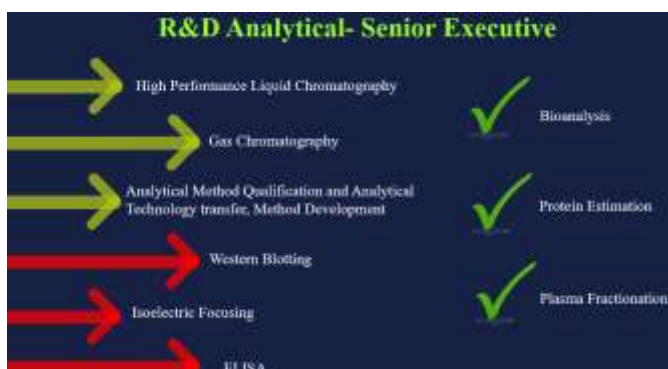 R&D Analytical- Senior Executive
High Performance Liquid Chromatography
Gas Chromatography
Analytical Method Qualification and Analytical
Technology transfer, Method Development
Western Blotting
Isoelectric Focusing
ELISA
Bioanalysis
Protein Estimation
Plasma Fractionation